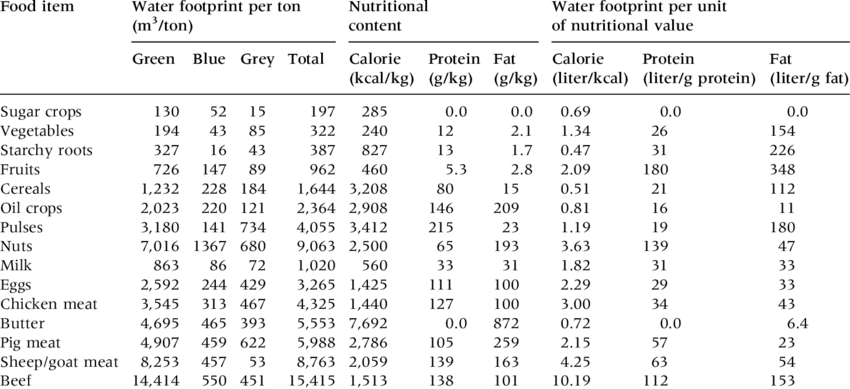 Food item Water footprint per ton Nutritional Water footprint per unit
(m³/ton) content of nutritional value
Green Blue Grey Total Calorie Protein Fat Calorie Protein Fat
(kcal/kg) (g/kg) (g/kg) (liter/kcal) (liter/g protein) (liter/g fat)
Sugar crops 130 52 15 197 285 0.0 0.0 0.69 0.0 0.0
Vegetables 194 43 85 322 240 12 2.1 1.34 26 154
Starchy roots 327 16 43 387 827 13 1.7 0.47 31 226
Fruits 726 147 89 962 460 5.3 2.8 2.09 180 348
Cereals 1,232 228 184 1,644 3,208 80 15 0.51 21 112
Oil crops 2,023 220 121 2,364 2,908 146 209 0.81 16 11
Pulses 3,180 141 734 4,055 3,412 215 23 1.19 19 180
Nuts 7,016 1367 680 9,063 2,500 65 193 3.63 139 47
Milk 863 86 72 1,020 560 33 31 1.82 31 33
Eggs 2,592 244 429 3,265 1,425 111 100 2.29 29 33
Chicken meat 3,545 313 467 4,325 1,440 127 100 3.00 34 43
Butter 4,695 465 393 5,553 7,692 0.0 872 0.72 0.0 6.4
Pig meat 4,907 459 622 5,988 2,786 105 259 2.15 57 23
Sheep/goat meat 8,253 457 53 8,763 2,059 139 163 4.25 63 54
Beef 14,414 550 451 15,415 1,513 138 101 10.19 112 153